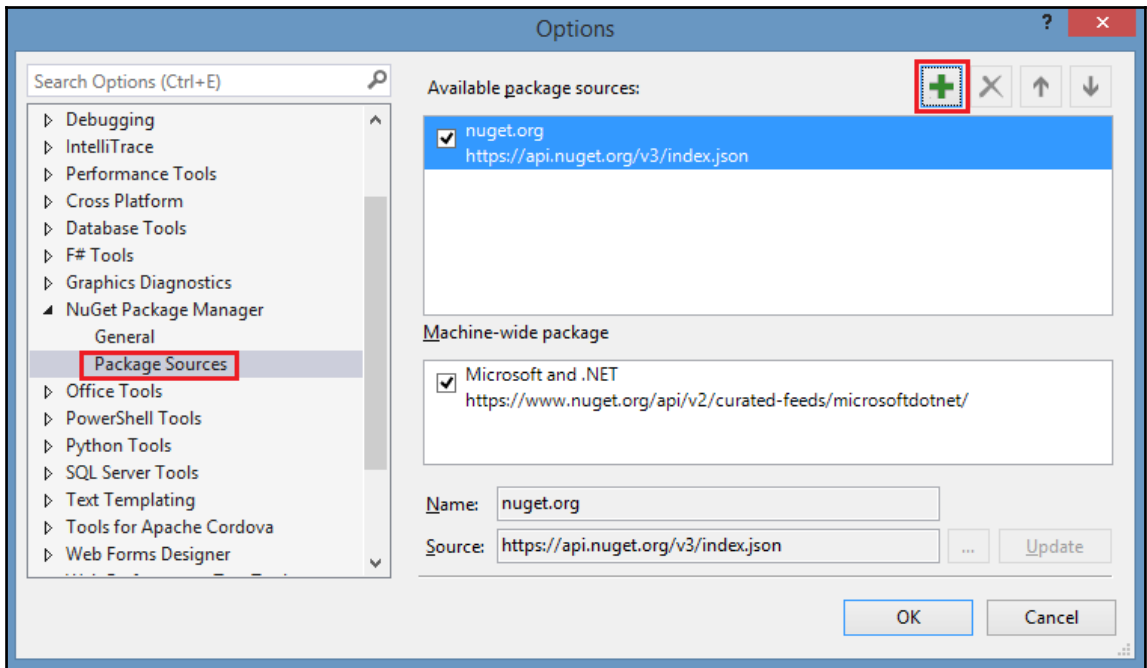 Options
?
Search Options (Ctrl+E)
Debugging
IntelliTrace
Performance Tools
Cross Platform
Database Tools
F# Tools
Graphics Diagnostics
NuGet Package Manager
General
Package Sources
Office Tools
PowerShell Tools
Python Tools
SQL Server Tools
Text Templating
Tools for Apache Cordova
Web Forms Designer
Available package sources:
nuget.org
https://api.nuget.org/v3/index.json
Machine-wide package
Microsoft and .NET
https://www.nuget.org/api/v2/curated-feeds/microsoftdotnet/
Name: nuget.org
Source: https://api.nuget.org/v3/index.json ... Update
OK Cancel